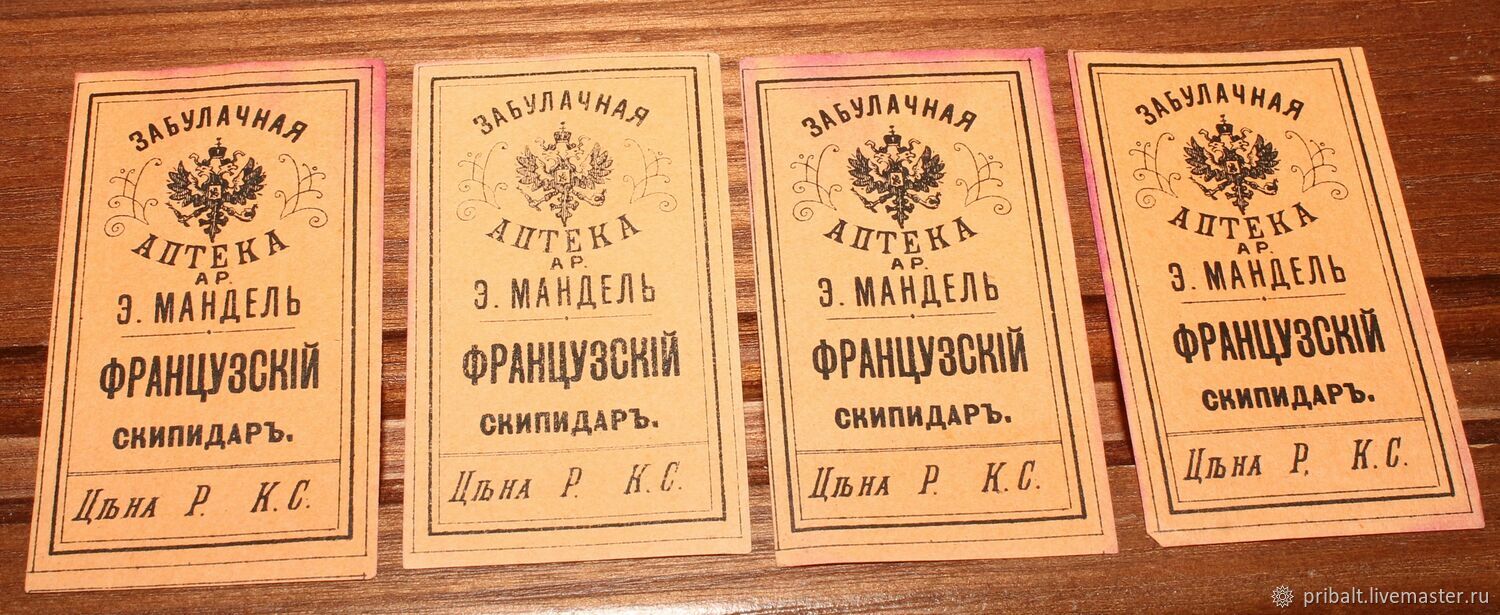 ЗАБУЛАЧНАЯ
АПТЕКА
АР.
Э. МАНДЕЛЬ
ФРАНЦУЗСКІЙ
СКИПИДАРЪ.
Цѣна Р. К. С.
ЗАБУЛАЧНАЯ
АПТЕКА
АР.
Э. МАНДЕЛЬ
ФРАНЦУЗСКІЙ
СКИПИДАРЪ.
Цѣна Р. К. С.
ЗАБУЛАЧНАЯ
АПТЕКА
АР.
Э. МАНДЕЛЬ
ФРАНЦУЗСКІЙ
СКИПИДАРЪ.
Цѣна Р. К. С.
ЗАБУЛАЧНАЯ
АПТЕКА
АР.
Э. МАНДЕЛЬ
ФРАНЦУЗСКІЙ
СКИПИДАРЪ.
Цѣна Р. К. С.
pribalt.livemaster.ru